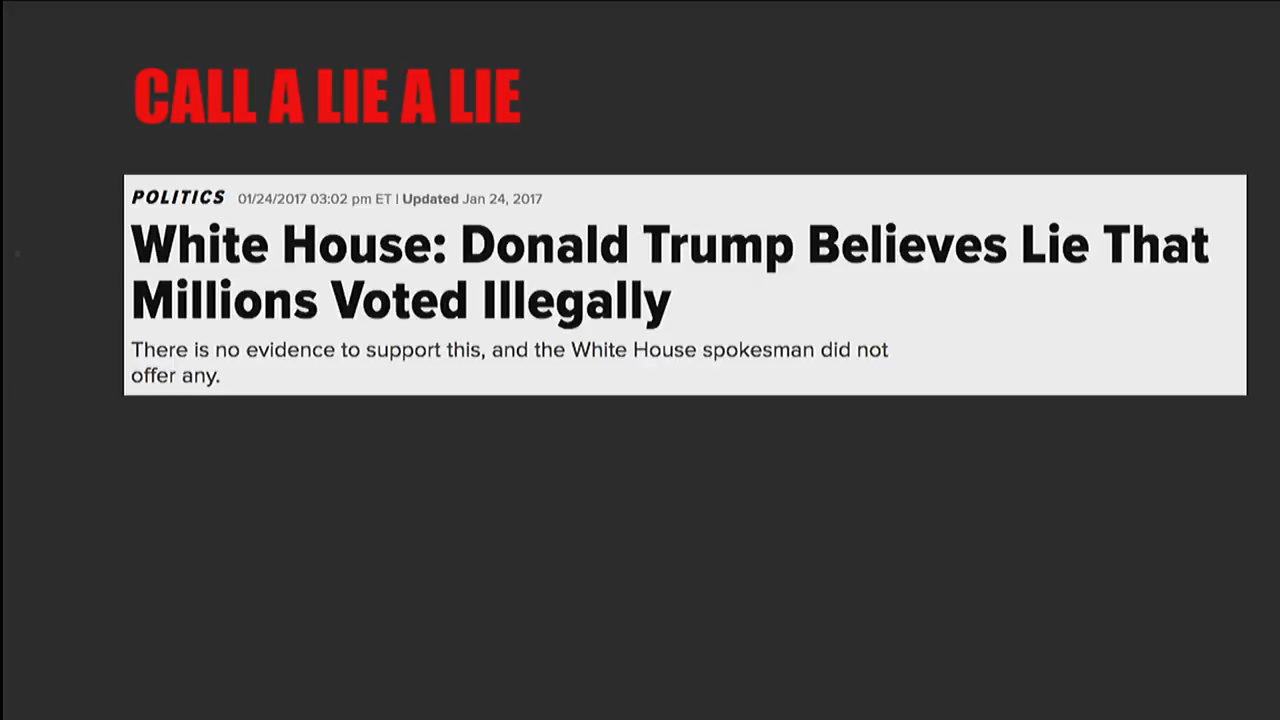 CALL A LIE A LIE
POLITICS 01/24/2017 03:02 pm ET | Updated Jan 24, 2017
White House: Donald Trump Believes Lie That
Millions Voted Illegally
There is no evidence to support this, and the White House spokesman did not
offer any.